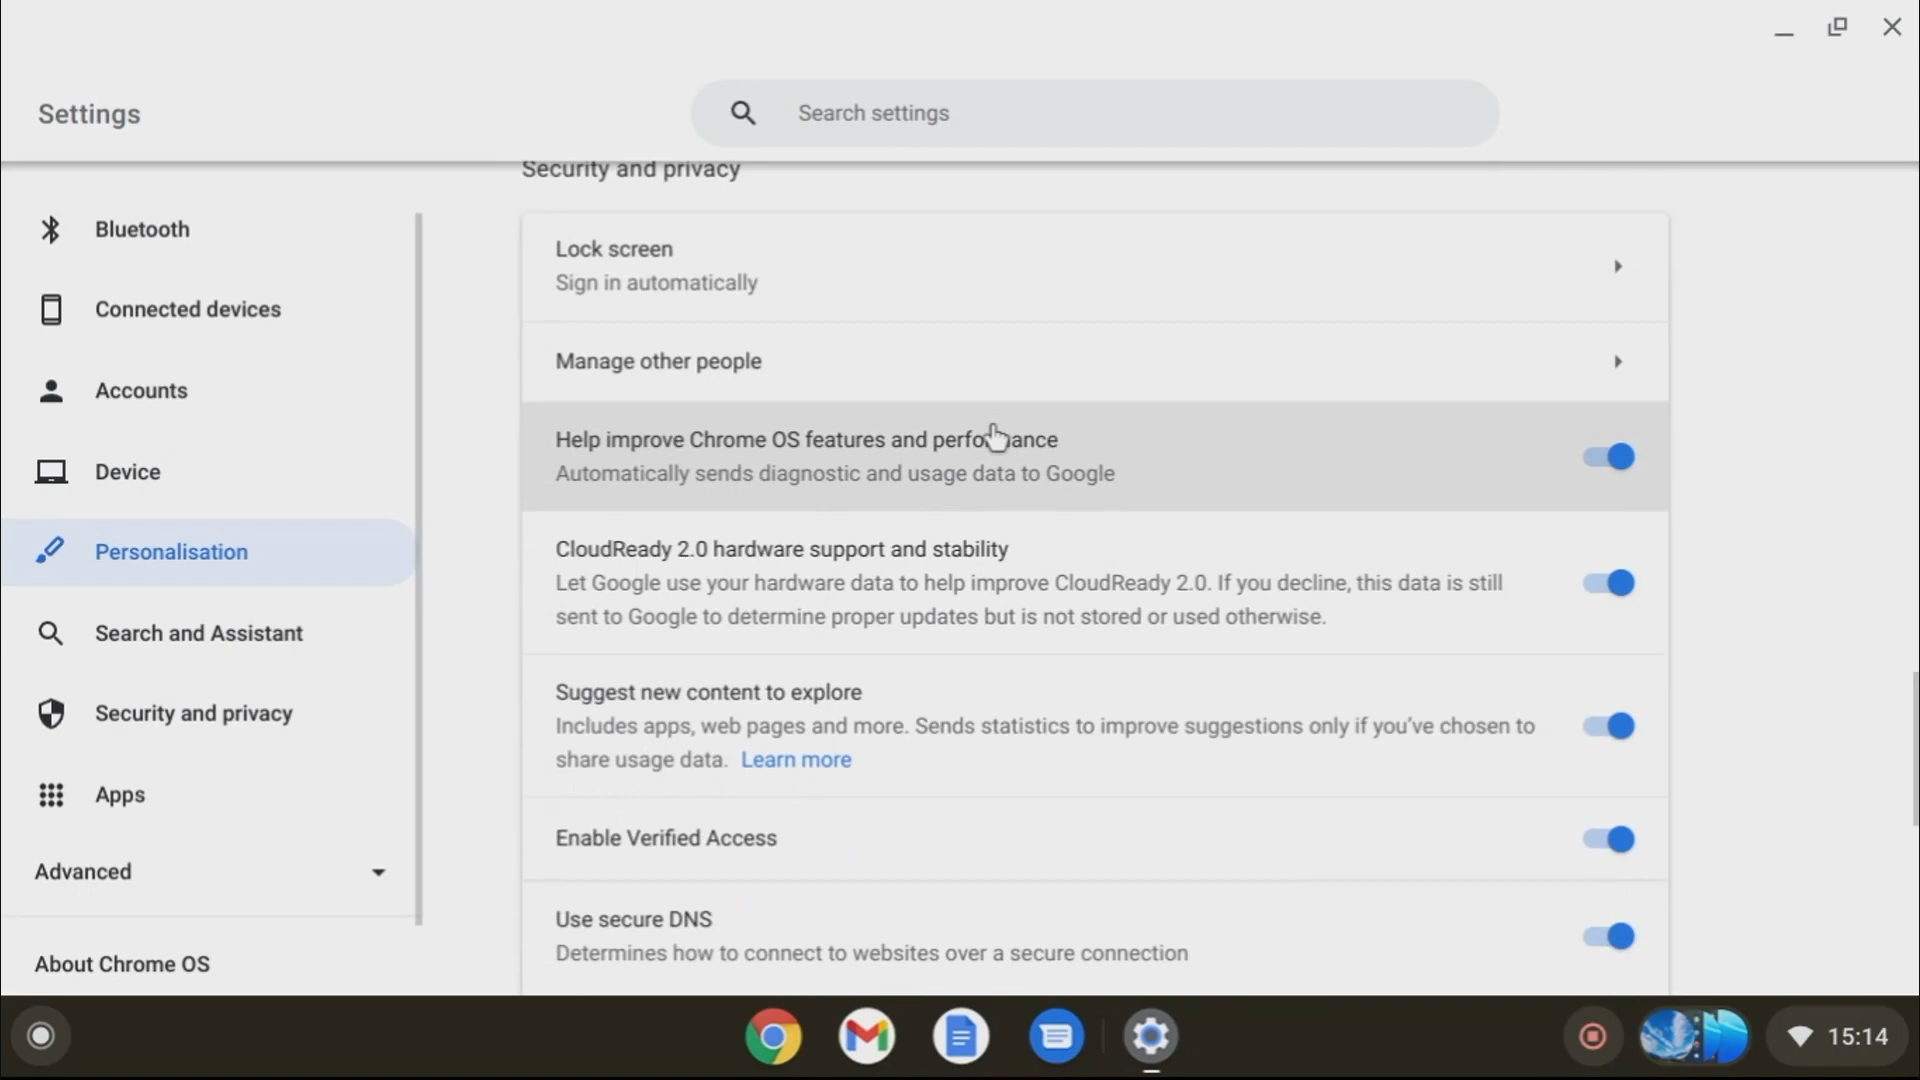 Settings
Search settings
Bluetooth
Connected devices
Accounts
Device
Personalisation
Search and Assistant
Security and privacy
Apps
Advanced
About Chrome OS
Security and privacy
Lock screen
Sign in automatically
Manage other people
Help improve Chrome OS features and performance
Automatically sends diagnostic and usage data to Google
CloudReady 2.0 hardware support and stability
Let Google use your hardware data to help improve CloudReady 2.0. If you decline, this data is still
sent to Google to determine proper updates but is not stored or used otherwise.
Suggest new content to explore
Includes apps, web pages and more. Sends statistics to improve suggestions only if you've chosen to
share usage data. Learn more
Enable Verified Access
Use secure DNS
Determines how to connect to websites over a secure connection
15:14